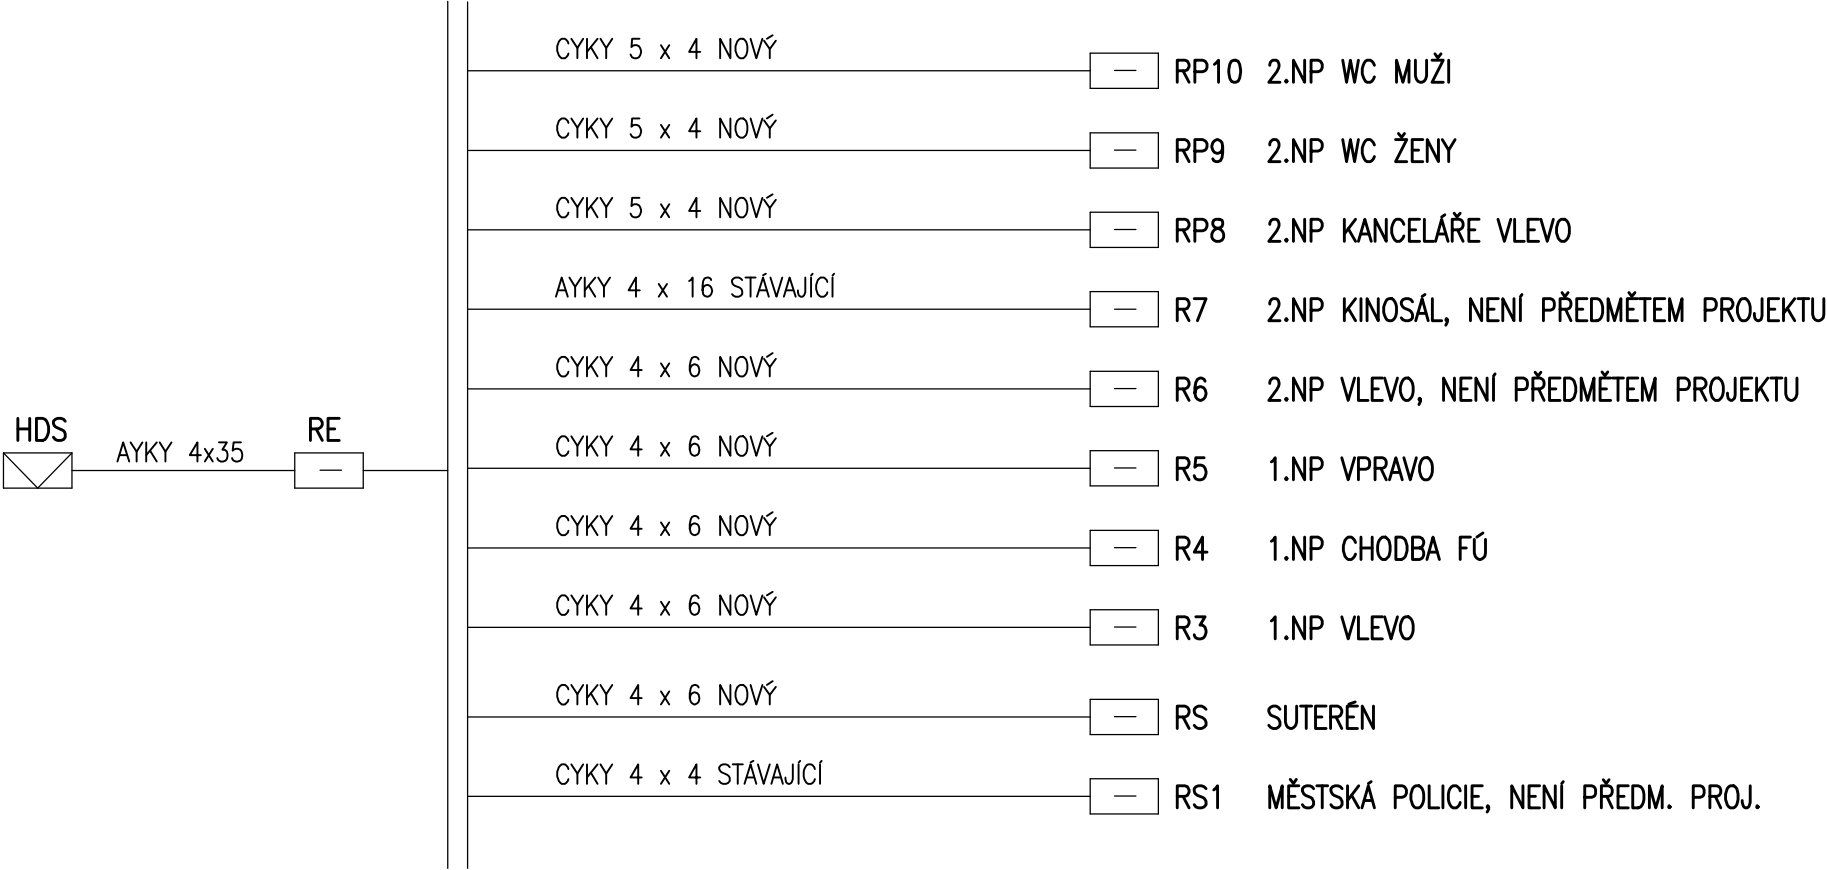 CYKY 5 x 4 NOVÝ
RP10 2.NP WC MUŽI
CYKY 5 x 4 NOVÝ
RP9 2.NP WC ŽENY
CYKY 5 x 4 NOVÝ
RP8 2.NP KANCELÁŘE VLEVO
AYKY 4 x 16 STÁVAJÍCÍ
R7 2.NP KINOSÁL, NENÍ PŘEDMĚTEM PROJEKTU
CYKY 4 x 6 NOVÝ
R6 2.NP VLEVO, NENÍ PŘEDMĚTEM PROJEKTU
HDS
AYKY 4x35
RE
CYKY 4 x 6 NOVÝ
R5 1.NP VPRAVO
CYKY 4 x 6 NOVÝ
R4 1.NP CHODBA FÚ
CYKY 4 x 6 NOVÝ
R3 1.NP VLEVO
CYKY 4 x 6 NOVÝ
RS SUTERÉN
CYKY 4 x 4 STÁVAJÍCÍ
RS1 MĚSTSKÁ POLICIE, NENÍ PŘEDM. PROJ.